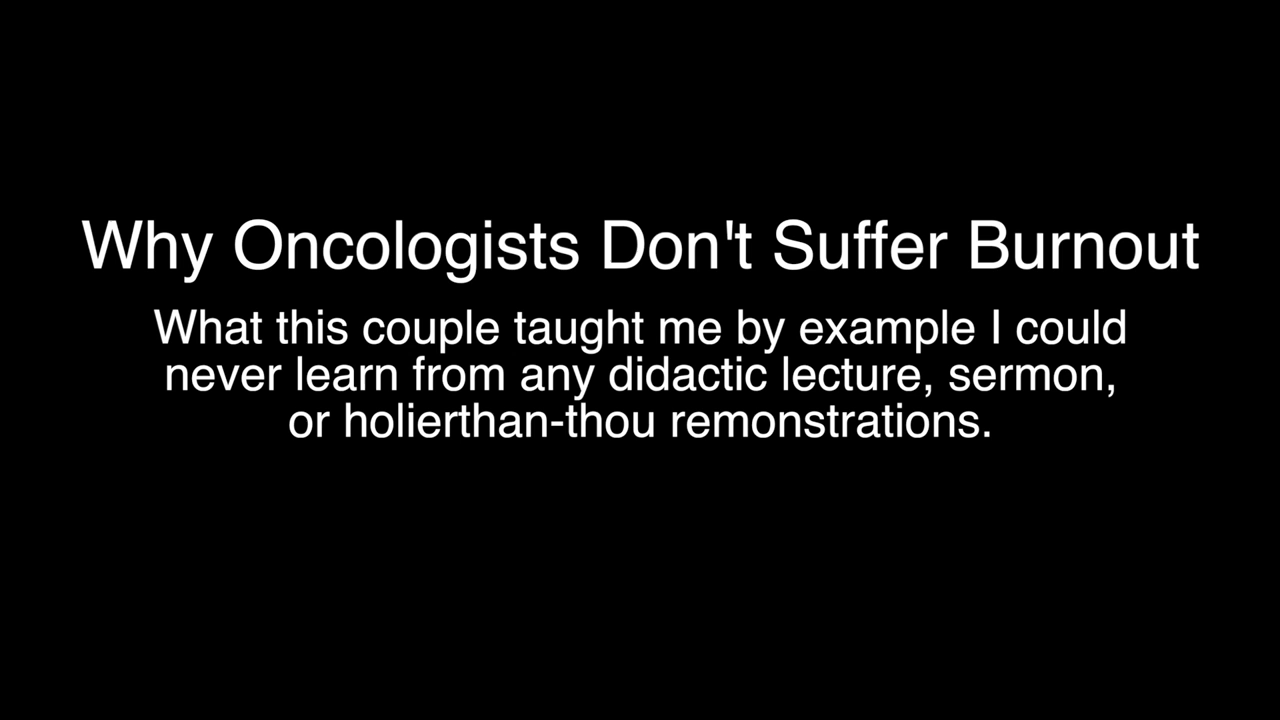 Why Oncologists Don't Suffer Burnout
What this couple taught me by example I could
never learn from any didactic lecture, sermon,
or holierthan-thou remonstrations.